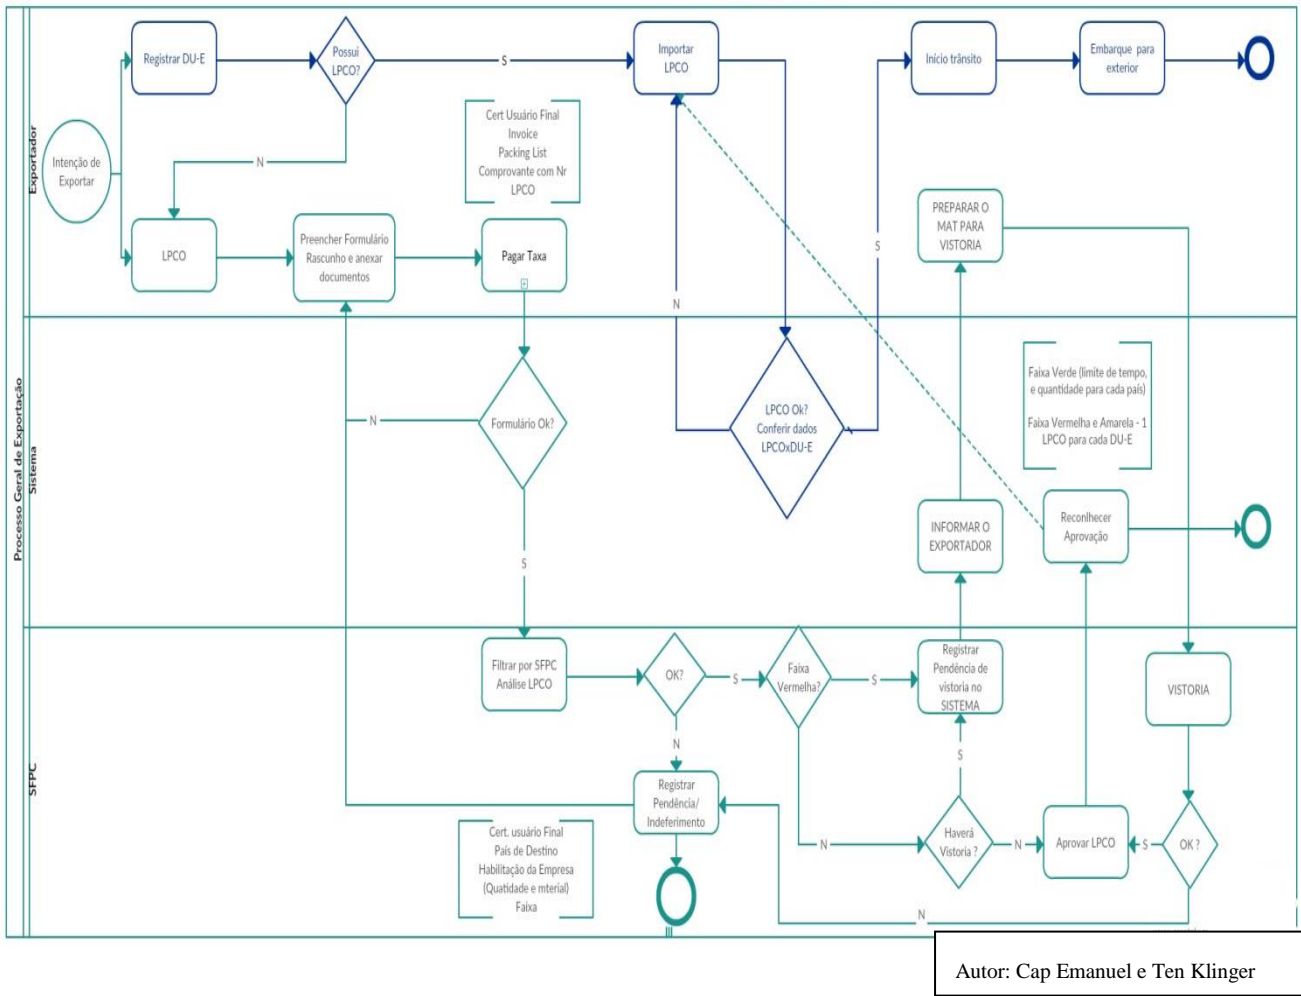 Processo Geral de Exportação
Exportador
Intenção de
Exportar
Registrar DU-E
Possui
LPCO?
S
N
LPCO
Preencher Formulário
Rascunho e anexar
documentos
Cert Usuário Final
Invoice
Packing List
Comprovante com Nr
LPCO
Pagar Taxa
Importar
LPCO
Início trânsito
Embarque para
exterior
PREPARAR O
MAT PARA
VISTORIA
S
N
Sistema
Formulário Ok?
N
S
LPCO Ok?
Conferir dados
LPCOxDU-E
Faixa Verde (limite de tempo,
e quantidade para cada país)
Faixa Vermelha e Amarela - 1
LPCO para cada DU-E
INFORMAR O
EXPORTADOR
Reconlhecer
Aprovação
SFPC
Filtrar por SFPC
Análise LPCO
OK?
S
Faixa
Vermelha?
S
Registrar
Pendência de
vistoria no
SISTEMA
VISTORIA
N
S
Registrar
Pendência/
Indeferimento
Cert. usuário Final
País de Destino
Habilitação da Empresa
(Quatidade e mterial)
Faixa
N
Haverá
Vistoria ?
N
Aprovar LPCO
S
OK ?
N
Autor: Cap Emanuel e Ten Klinger